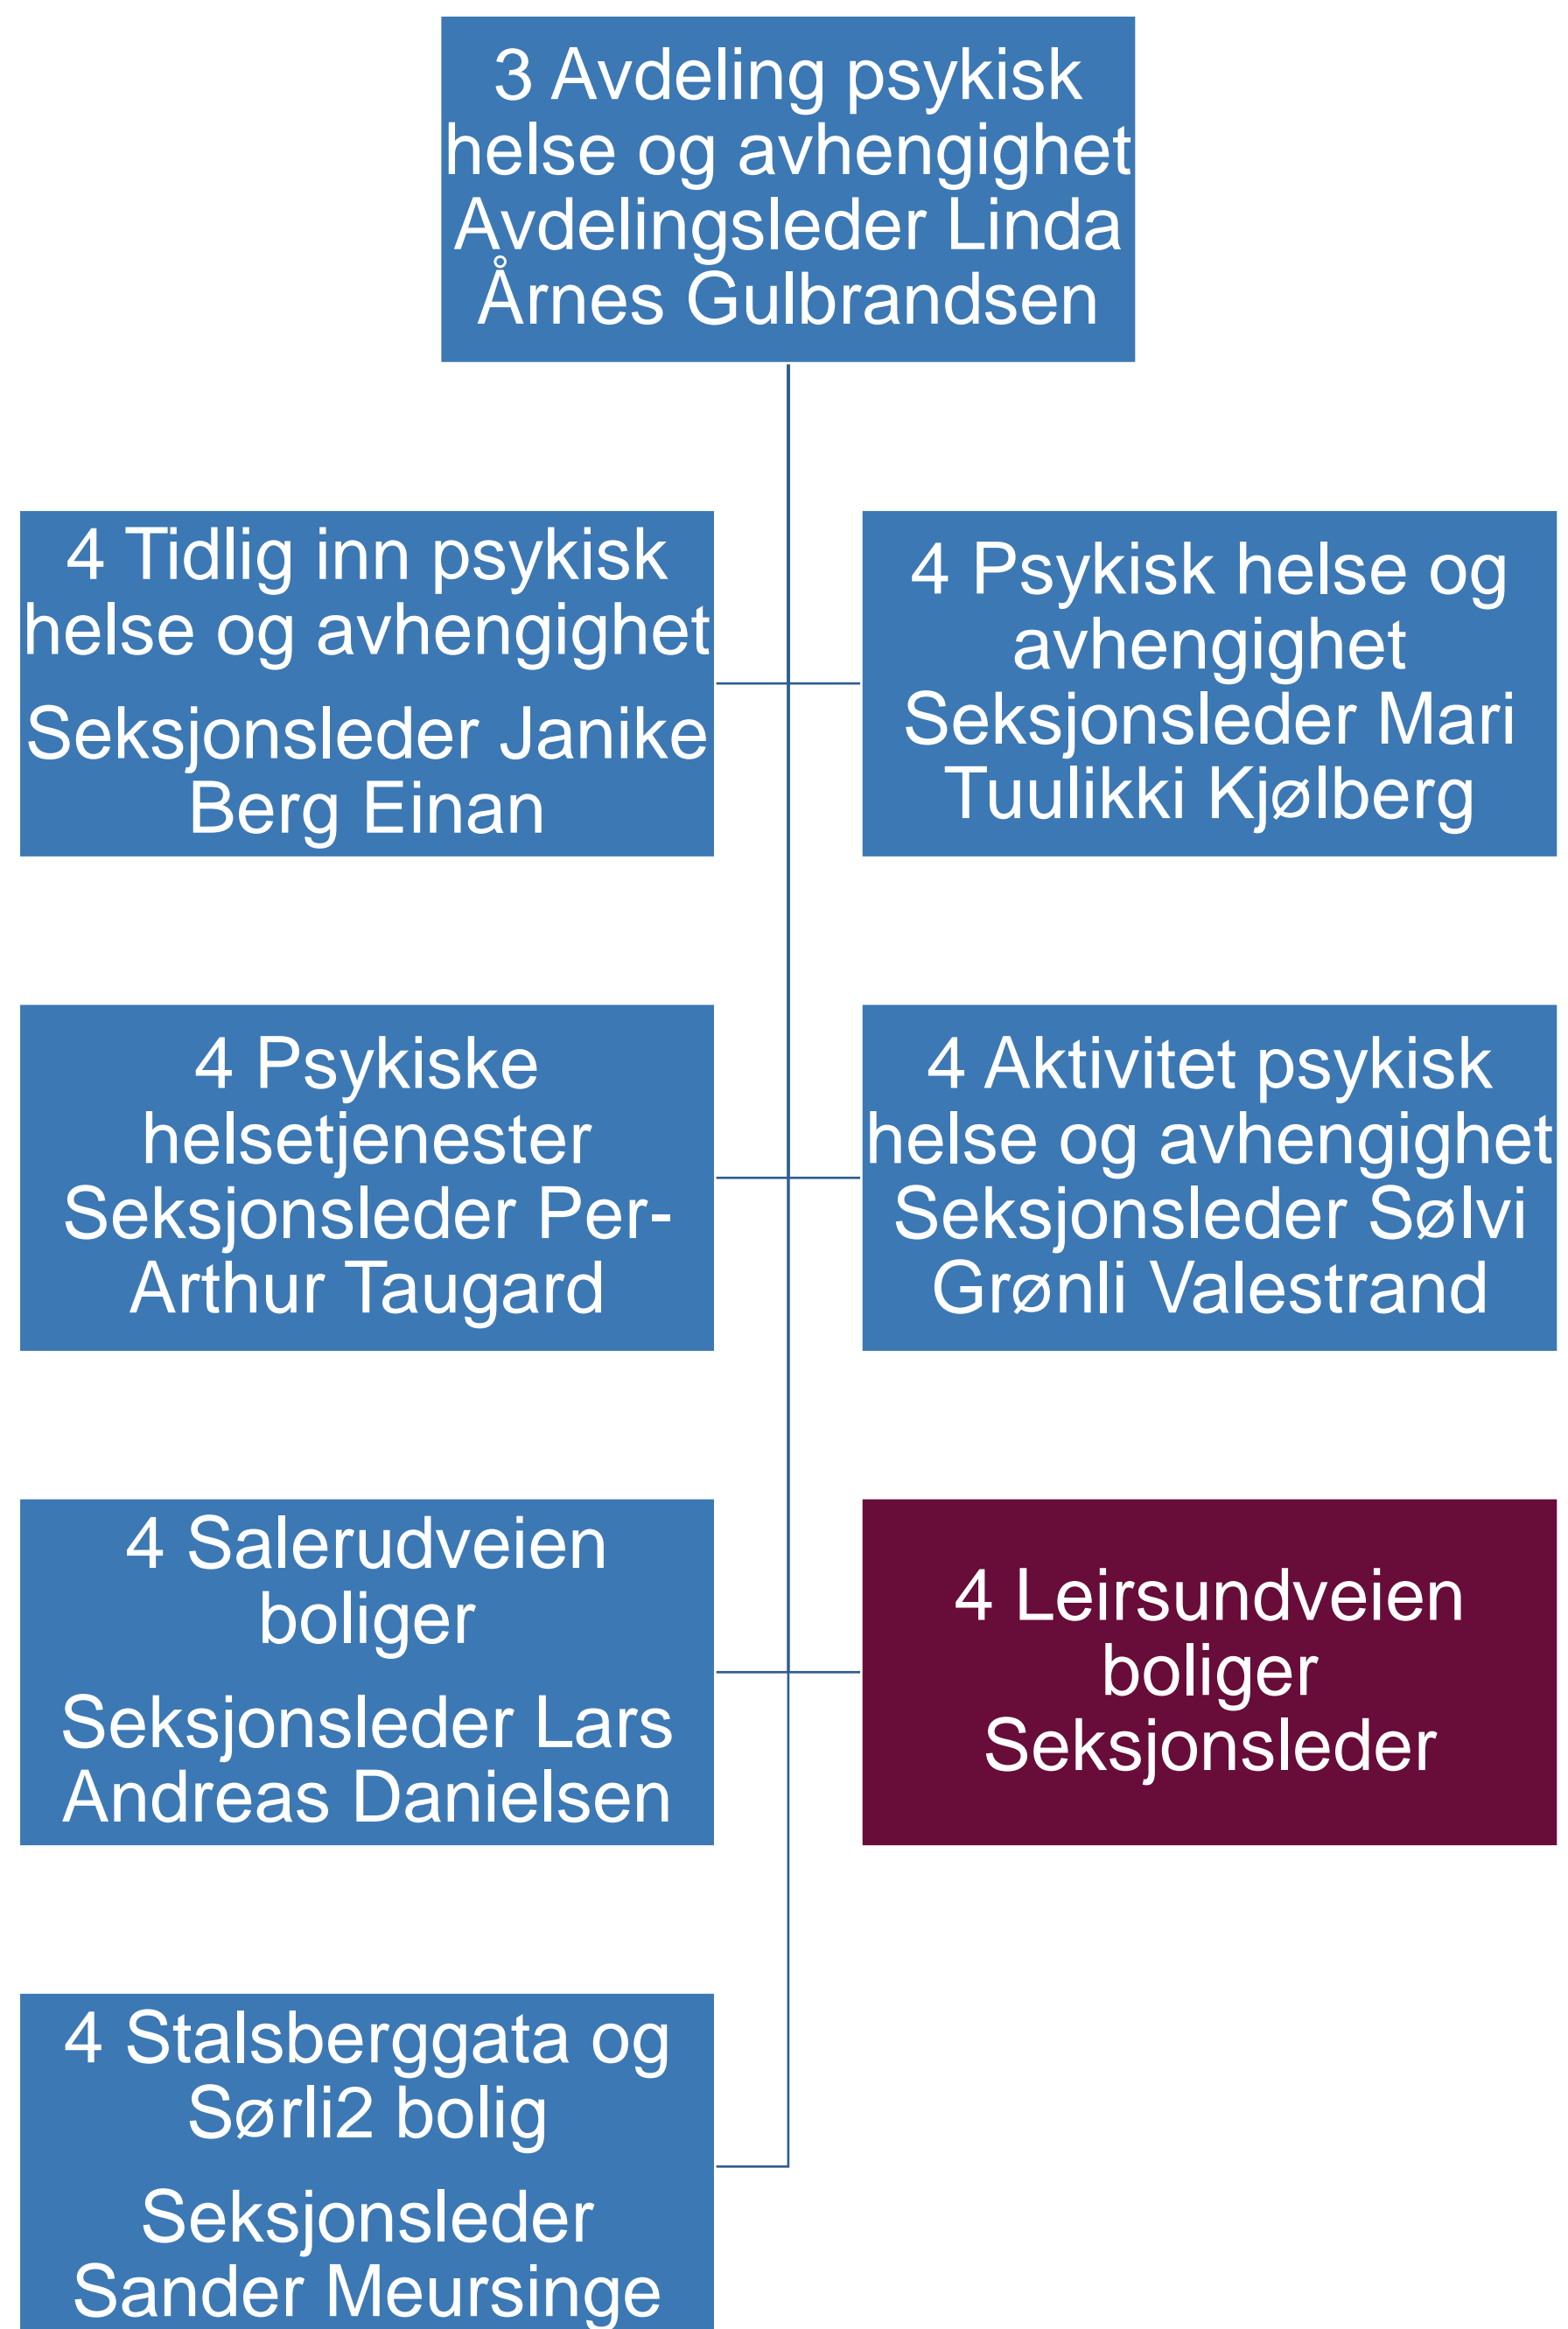 3 Avdeling psykisk
helse og avhengighet
Avdelingsleder Linda
Årnes Gulbrandsen
4 Tidlig inn psykisk
helse og avhengighet
Seksjonsleder Janike
Berg Einan
4 Psykisk helse og
avhengighet
Seksjonsleder Mari
Tuulikki Kjølberg
4 Psykiske
helsetjenester
Seksjonsleder Per-
Arthur Taugard
4 Aktivitet psykisk
helse og avhengighet
Seksjonsleder Sølvi
Grønli Valestrand
4 Salerudveien
boliger
Seksjonsleder Lars
Andreas Danielsen
4 Leirsundveien
boliger
Seksjonsleder
4 Stalsberggata og
Sørli2 bolig
Seksjonsleder
Sander Meursinge